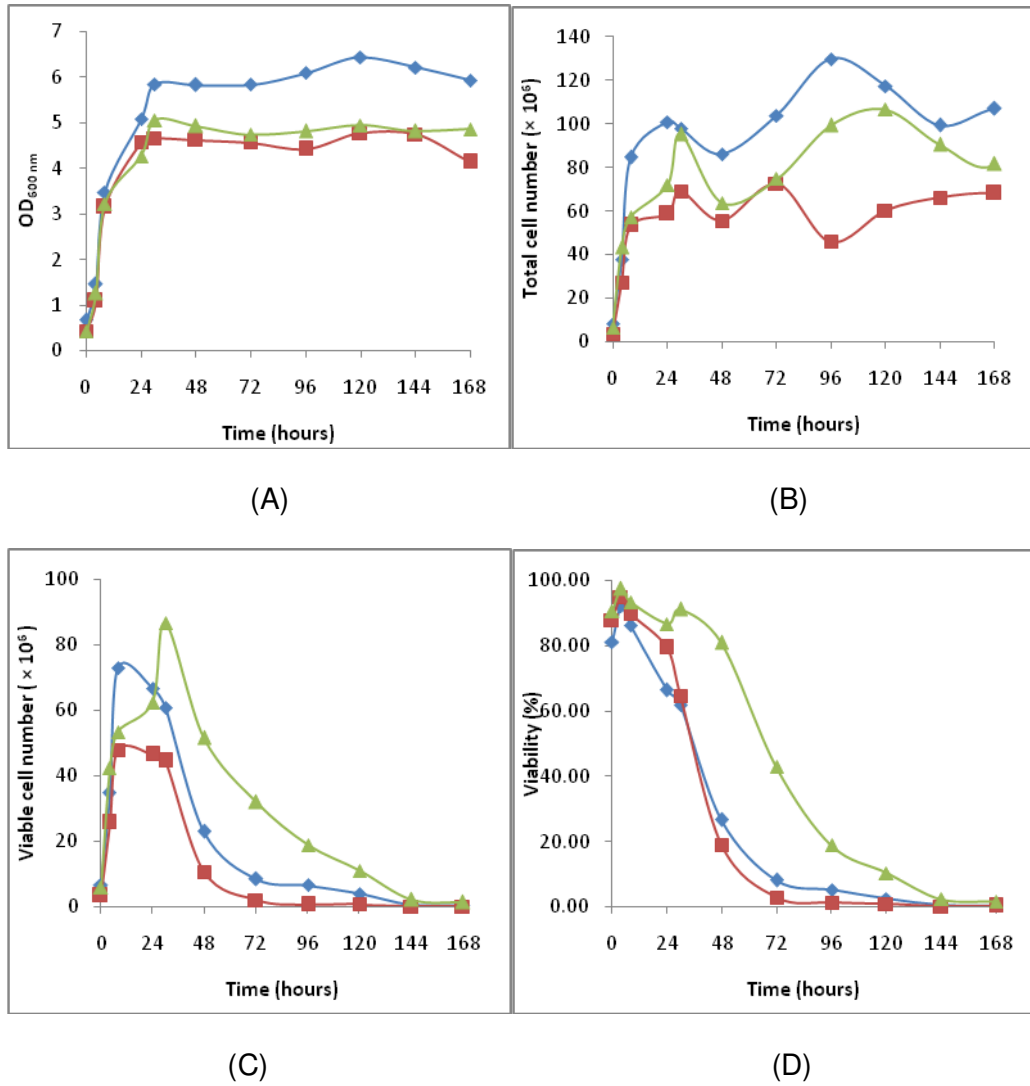 7
6
5
4
3
2
1
0
OD600 nm
0 24 48 72 96 120 144 168
Time (hours)
(A)
140
120
100
80
60
40
20
0
Total cell number (× 10⁶)
0 24 48 72 96 120 144 168
Time (hours)
(B)
100
80
60
40
20
0
Viable cell number ( × 10⁶)
0 24 48 72 96 120 144 168
Time (hours)
(C)
100.00
80.00
60.00
40.00
20.00
0.00
Viability (%)
0 24 48 72 96 120 144 168
Time (hours)
(D)